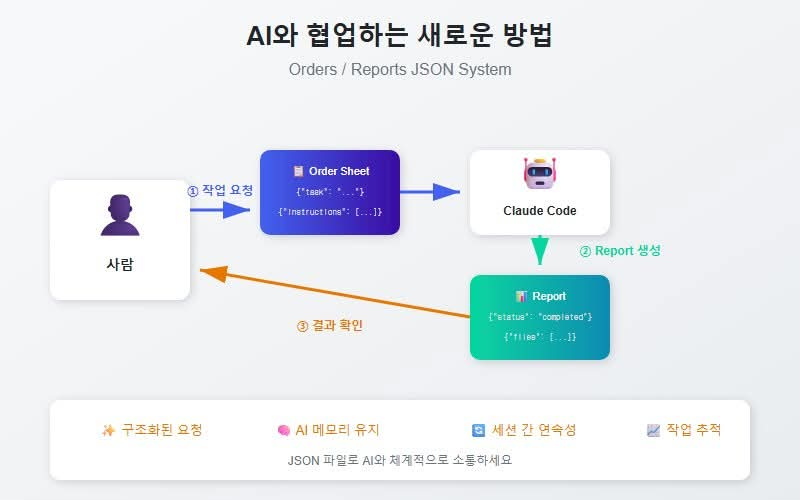 AI와 협업하는 새로운 방법
Orders / Reports JSON System
① 작업 요청
Order Sheet
{"task": "..."}
{"instructions": [...]}
Claude Code
사람
② Report 생성
Report
{"status": "completed"}
{"files": [...]}
③ 결과 확인
구조화된 요청
AI 메모리 유지
세션 간 연속성
작업 추적
JSON 파일로 AI와 체계적으로 소통하세요